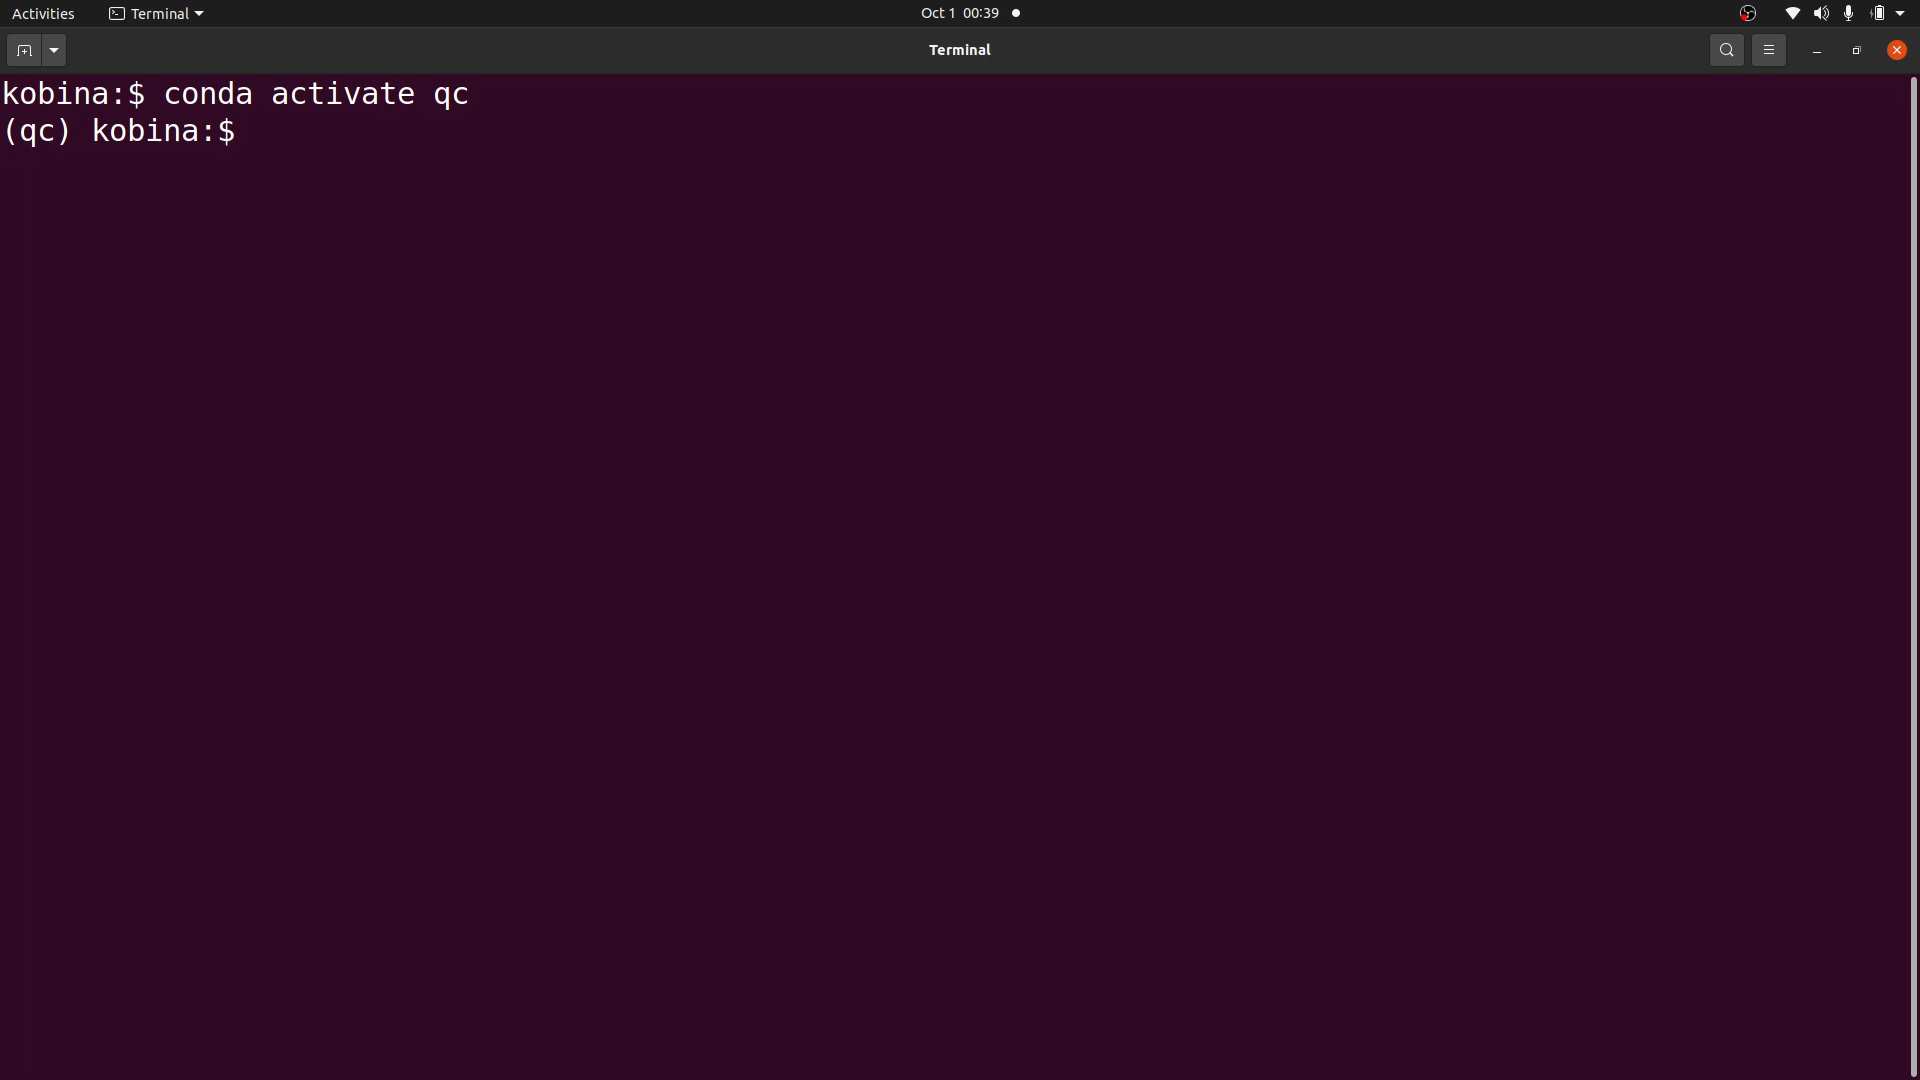 Activities Terminal Oct 1 00:39
Terminal
kobina:$ conda activate qc
(qc) kobina:$